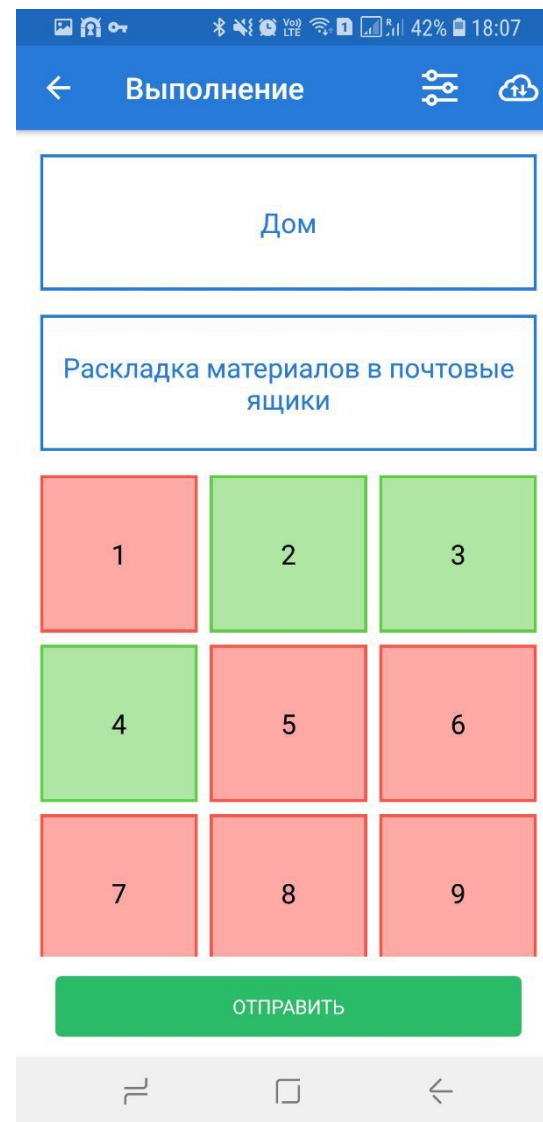 42% 18:07
Выполнение
Дом
Раскладка материалов в почтовые
ящики
1 2 3
4 5 6
7 8 9
ОТПРАВИТЬ